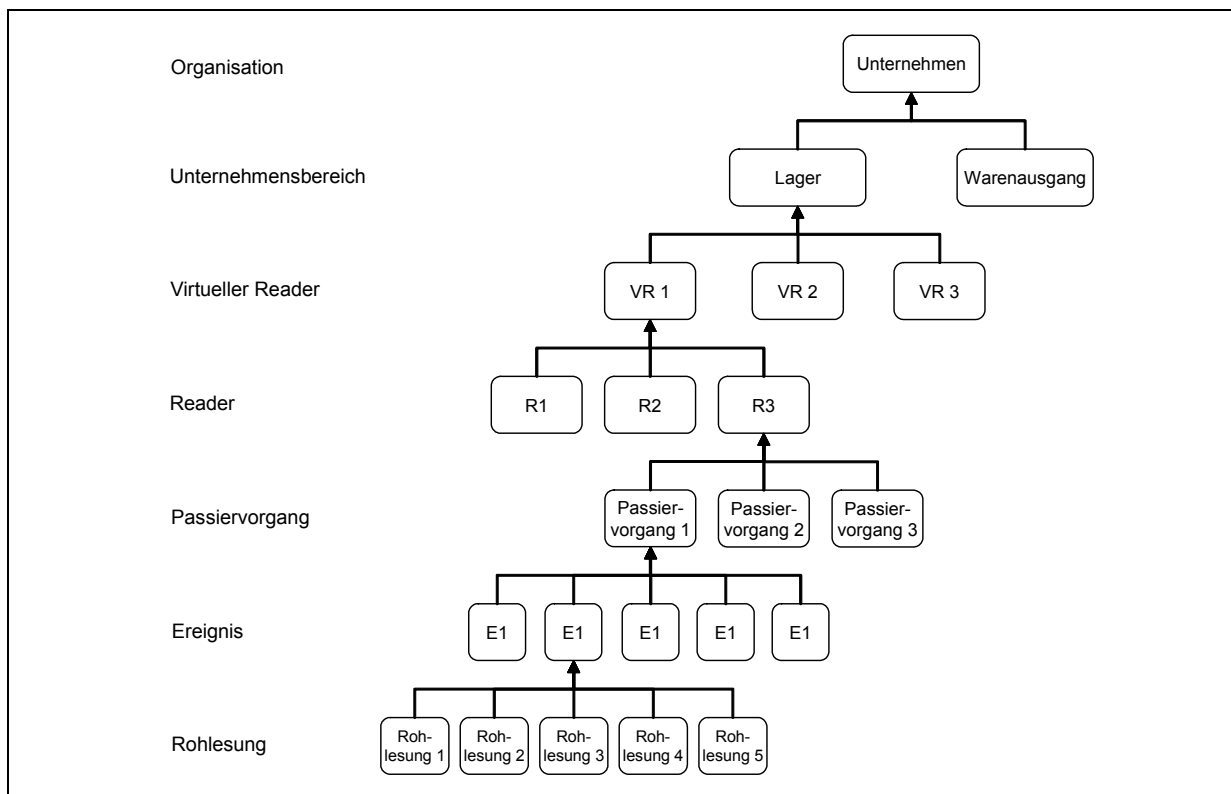 Organisation
Unternehmen
Unternehmensbereich
Lager
Warenausgang
Virtueller Reader
VR 1
VR 2
VR 3
Reader
R1
R2
R3
Passiervorgang
Passier-
vorgang 1
Passier-
vorgang 2
Passier-
vorgang 3
Ereignis
E1
E1
E1
E1
E1
Rohlesung
Roh-
lesung 1
Roh-
lesung 2
Roh-
lesung 3
Roh-
lesung 4
Roh-
lesung 5